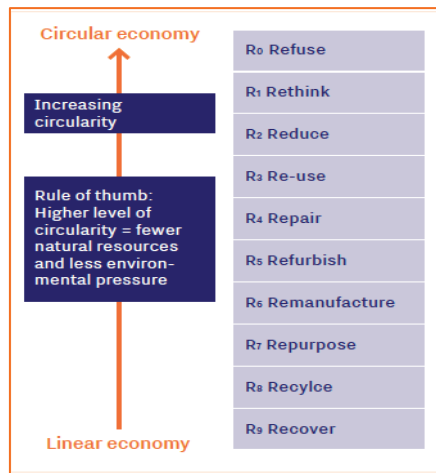 Circular economy
Increasing
circularity
Rule of thumb:
Higher level of
circularity = fewer
natural resources
and less environ-
mental pressure
Linear economy
R₀ Refuse
R₁ Rethink
R₂ Reduce
R₃ Re-use
R₄ Repair
R₅ Refurbish
R₆ Remanufacture
R₇ Repurpose
R₈ Recylce
R₉ Recover